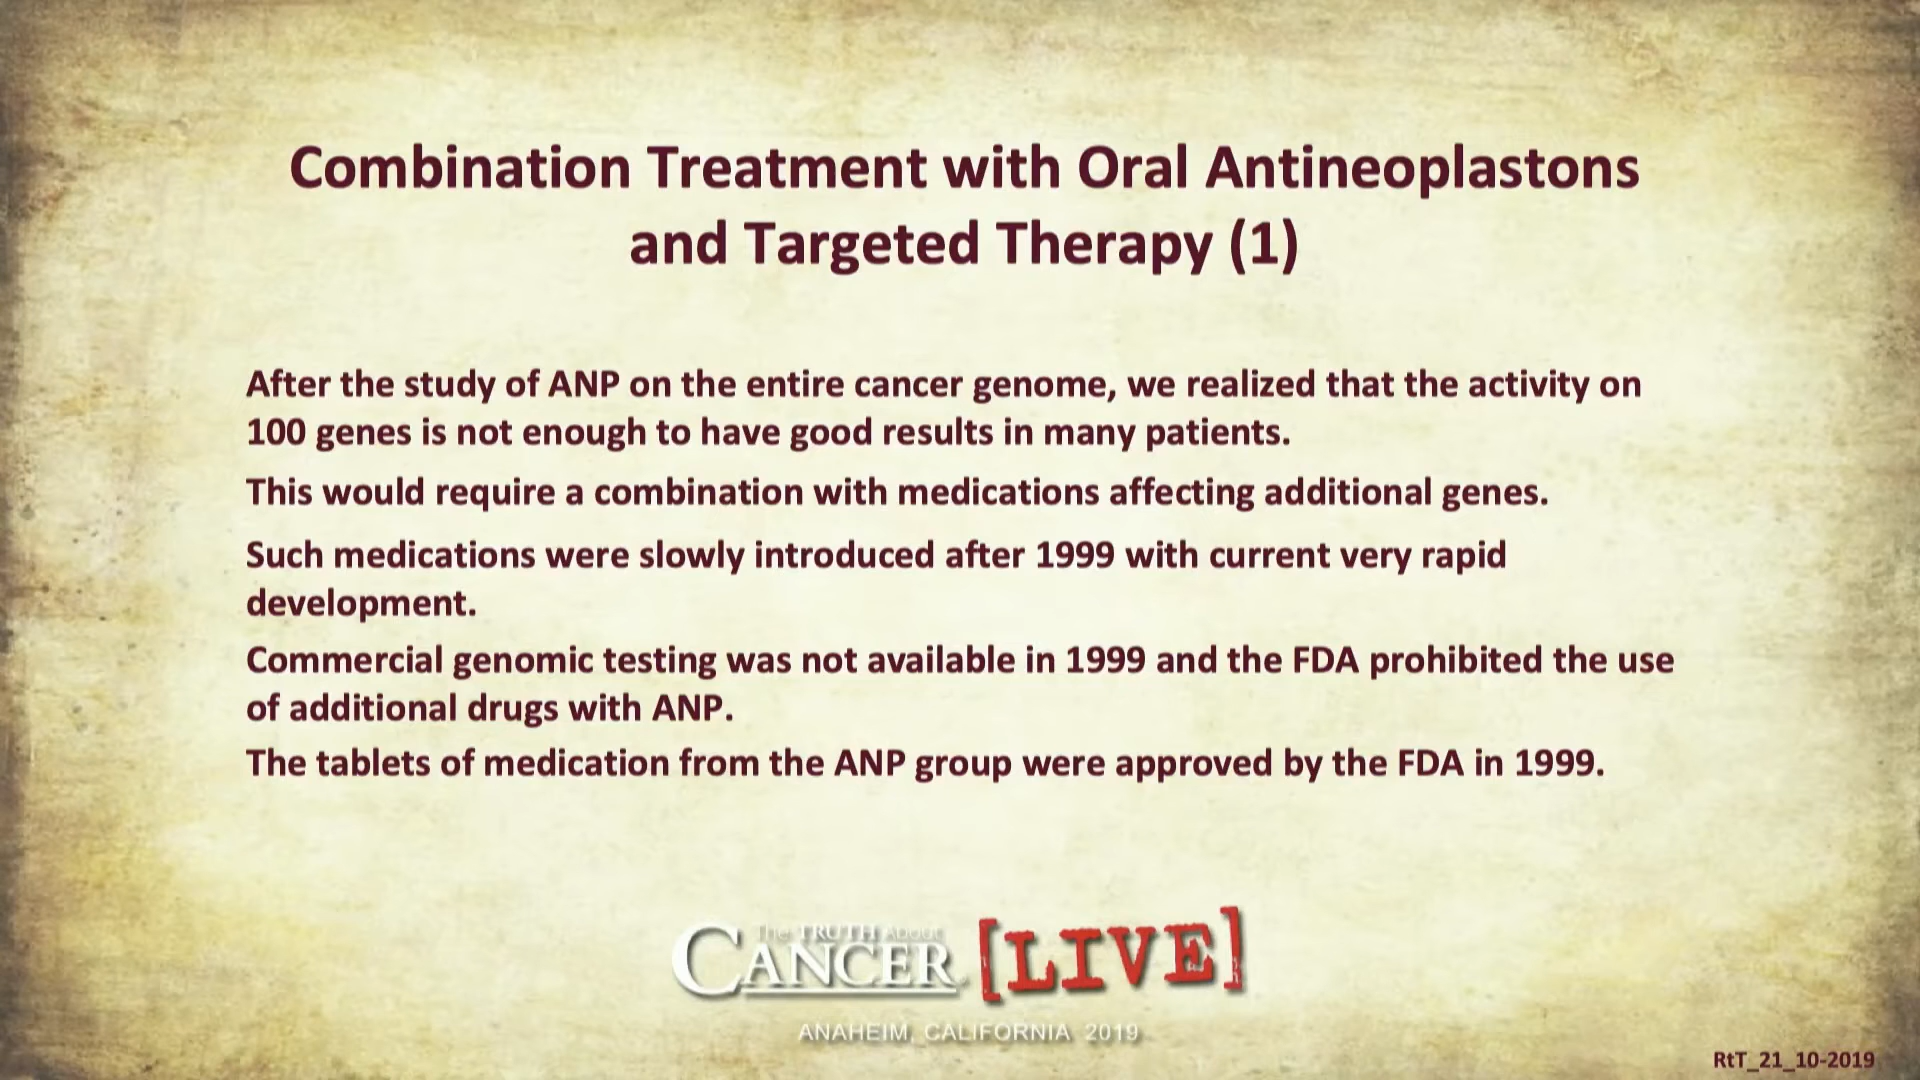 Combination Treatment with Oral Antineoplastons
and Targeted Therapy (1)
After the study of ANP on the entire cancer genome, we realized that the activity on
100 genes is not enough to have good results in many patients.
This would require a combination with medications affecting additional genes.
Such medications were slowly introduced after 1999 with current very rapid
development.
Commercial genomic testing was not available in 1999 and the FDA prohibited the use
of additional drugs with ANP.
The tablets of medication from the ANP group were approved by the FDA in 1999.
The TRUTH About
CANCER [LIVE]
ANAHEIM, CALIFORNIA 2019
RtT_21_10-2019